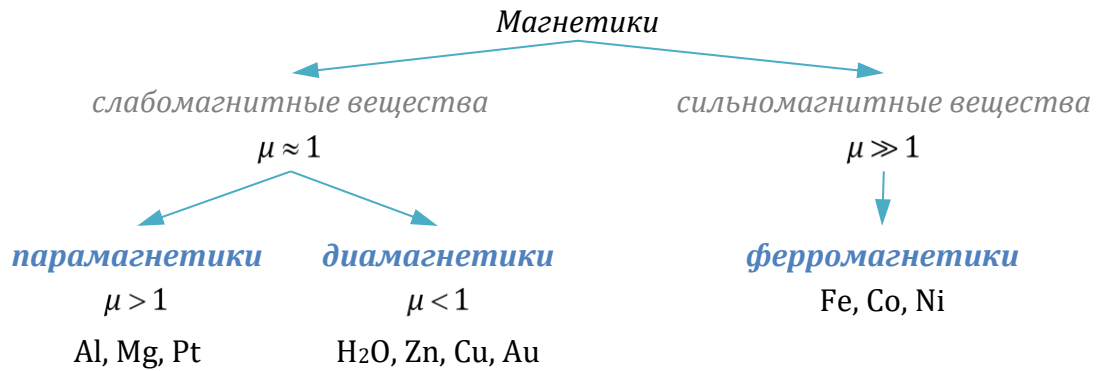 Магнетики
слабомагнитные вещества
сильномагнитные вещества
μ ≈ 1
μ ≫ 1
парамагнетики
диамагнетики
ферромагнетики
μ > 1
μ < 1
Fe, Co, Ni
Al, Mg, Pt
H2O, Zn, Cu, Au